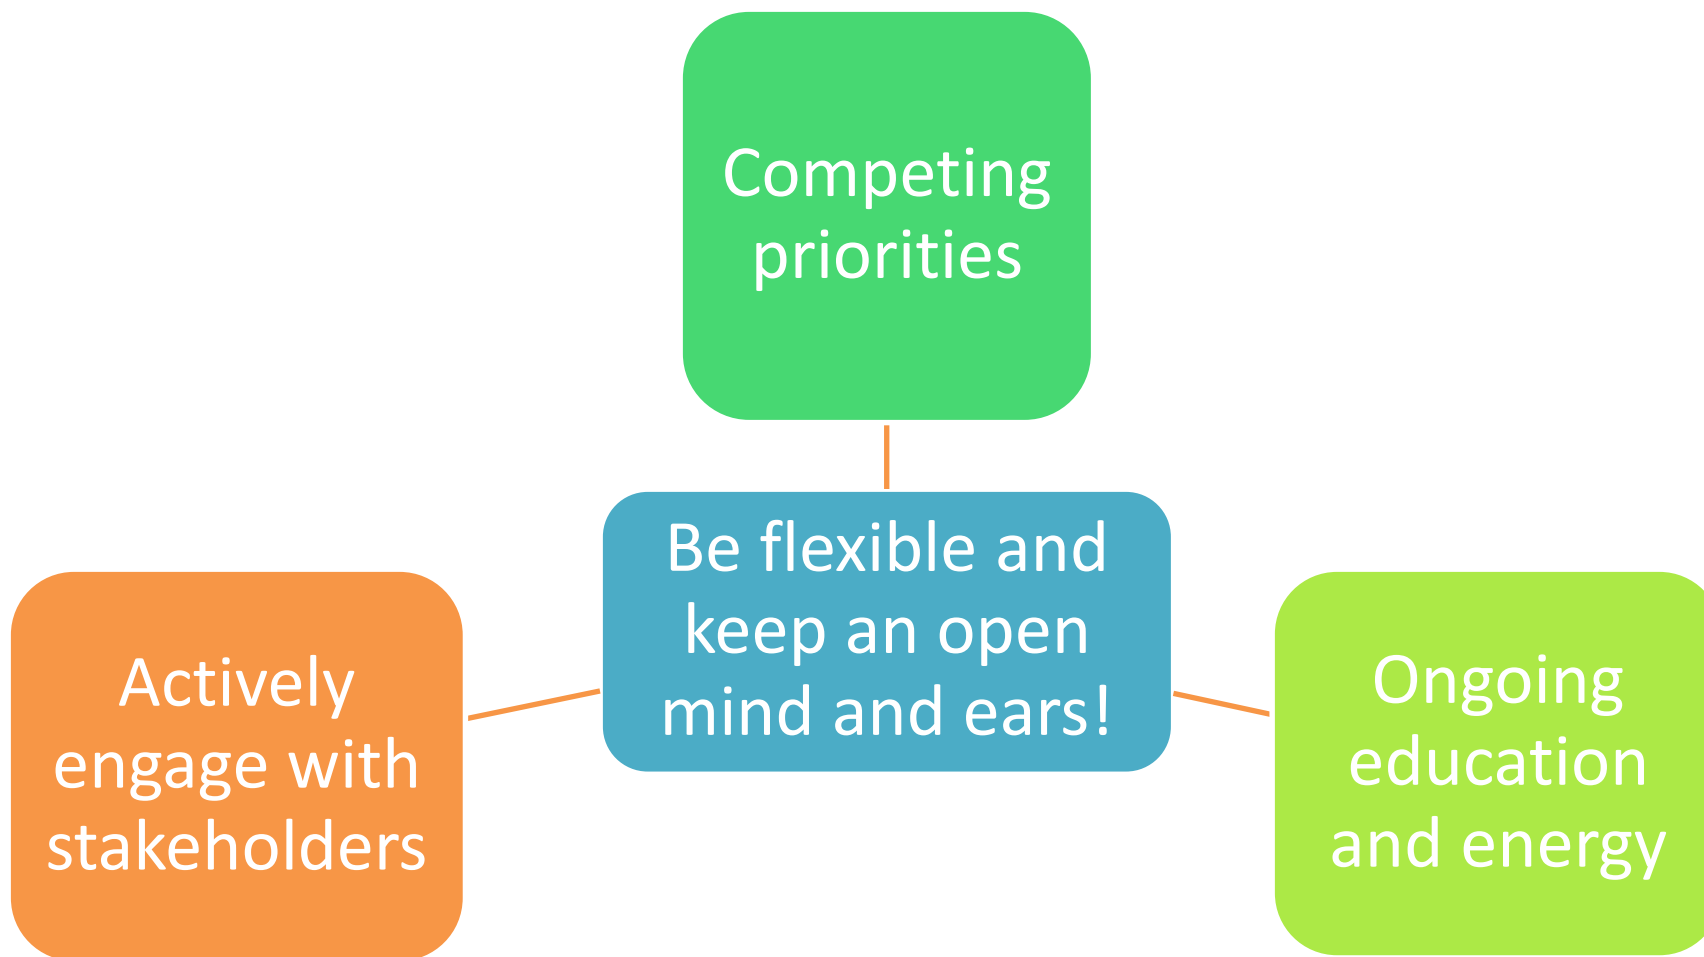 Competing
priorities
Be flexible and
keep an open
mind and ears!
Actively
engage with
stakeholders
Ongoing
education
and energy